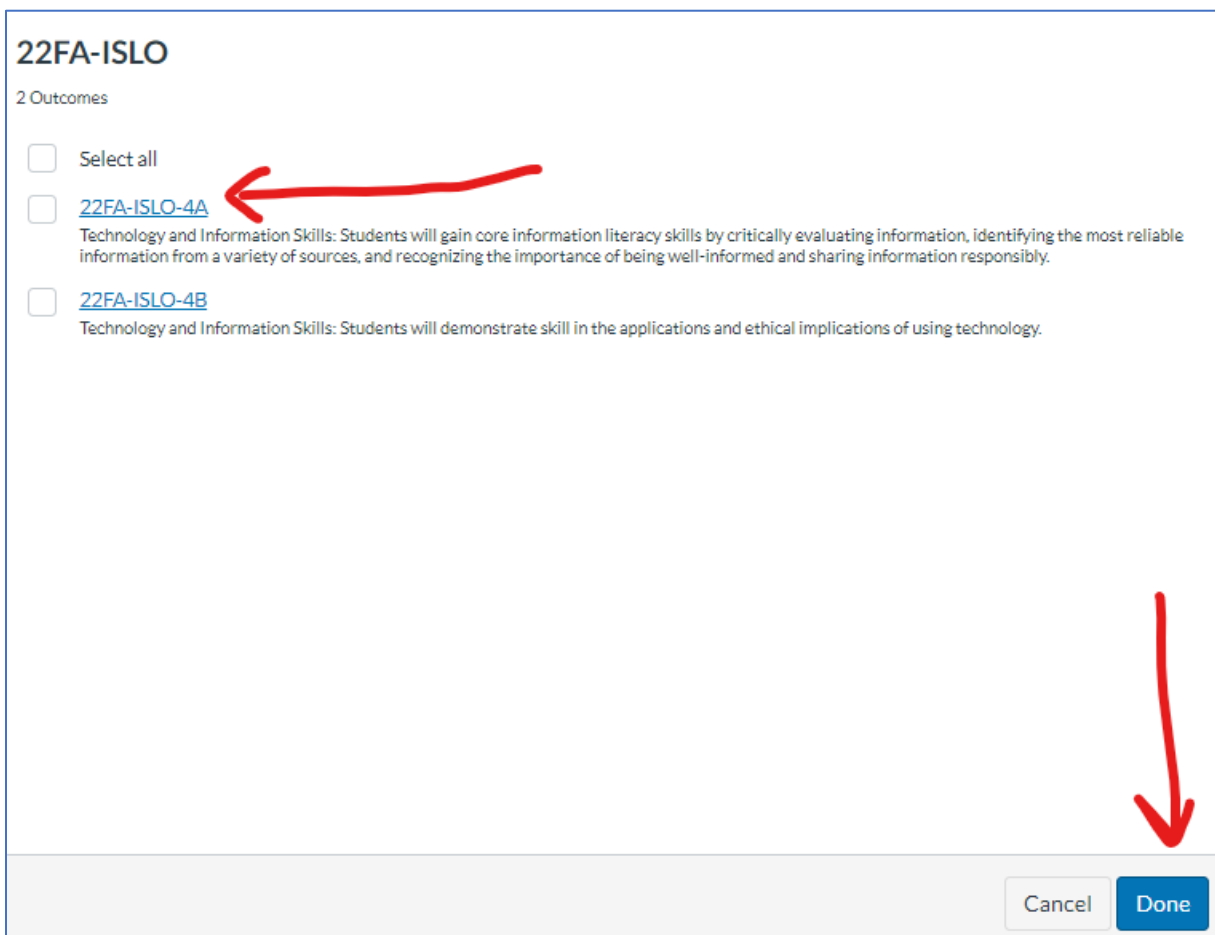 22FA-ISLO
2 Outcomes
Select all
22FA-ISLO-4A
Technology and Information Skills: Students will gain core information literacy skills by critically evaluating information, identifying the most reliable
information from a variety of sources, and recognizing the importance of being well-informed and sharing information responsibly.
22FA-ISLO-4B
Technology and Information Skills: Students will demonstrate skill in the applications and ethical implications of using technology.
Cancel
Done